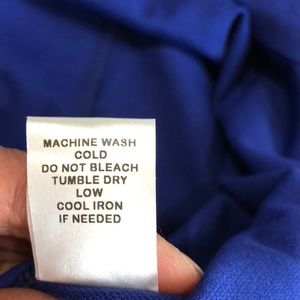 MACHINE WASH
COLD
DO NOT BLEACH
TUMBLE DRY
LOW
COOL IRON
IF NEEDED